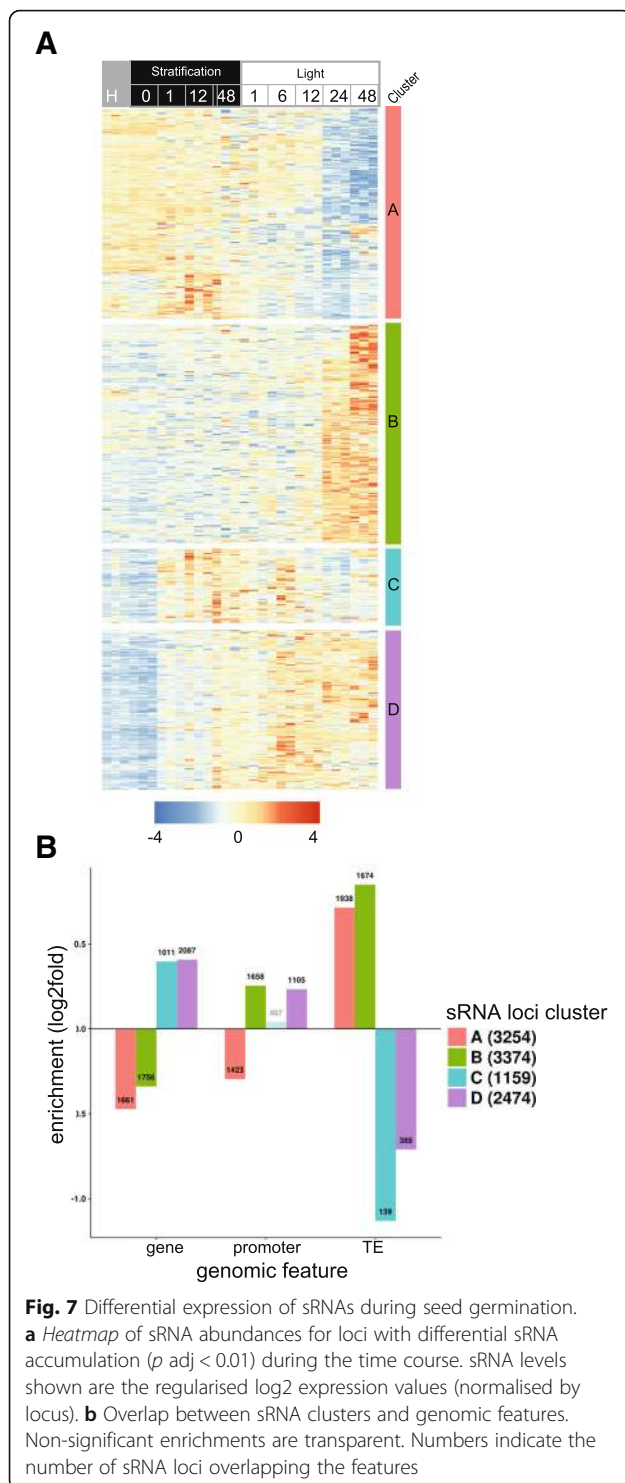 A
Stratification Light
H 0 1 12 48 1 6 12 24 48 Cluster
A
B
C
D
-4 0 4
B
enrichment (log2fold)
0.5
0.0
0.5
-1.0
1661 1756 1011 2087
1423 1658 1105
1938 1674 139 389
gene promoter TE
genomic feature
sRNA loci cluster
A (3254)
B (3374)
C (1159)
D (2474)
Fig. 7 Differential expression of sRNAs during seed germination.
a Heatmap of sRNA abundances for loci with differential sRNA
accumulation (p adj < 0.01) during the time course. sRNA levels
shown are the regularised log2 expression values (normalised by
locus). b Overlap between sRNA clusters and genomic features.
Non-significant enrichments are transparent. Numbers indicate the
number of sRNA loci overlapping the features